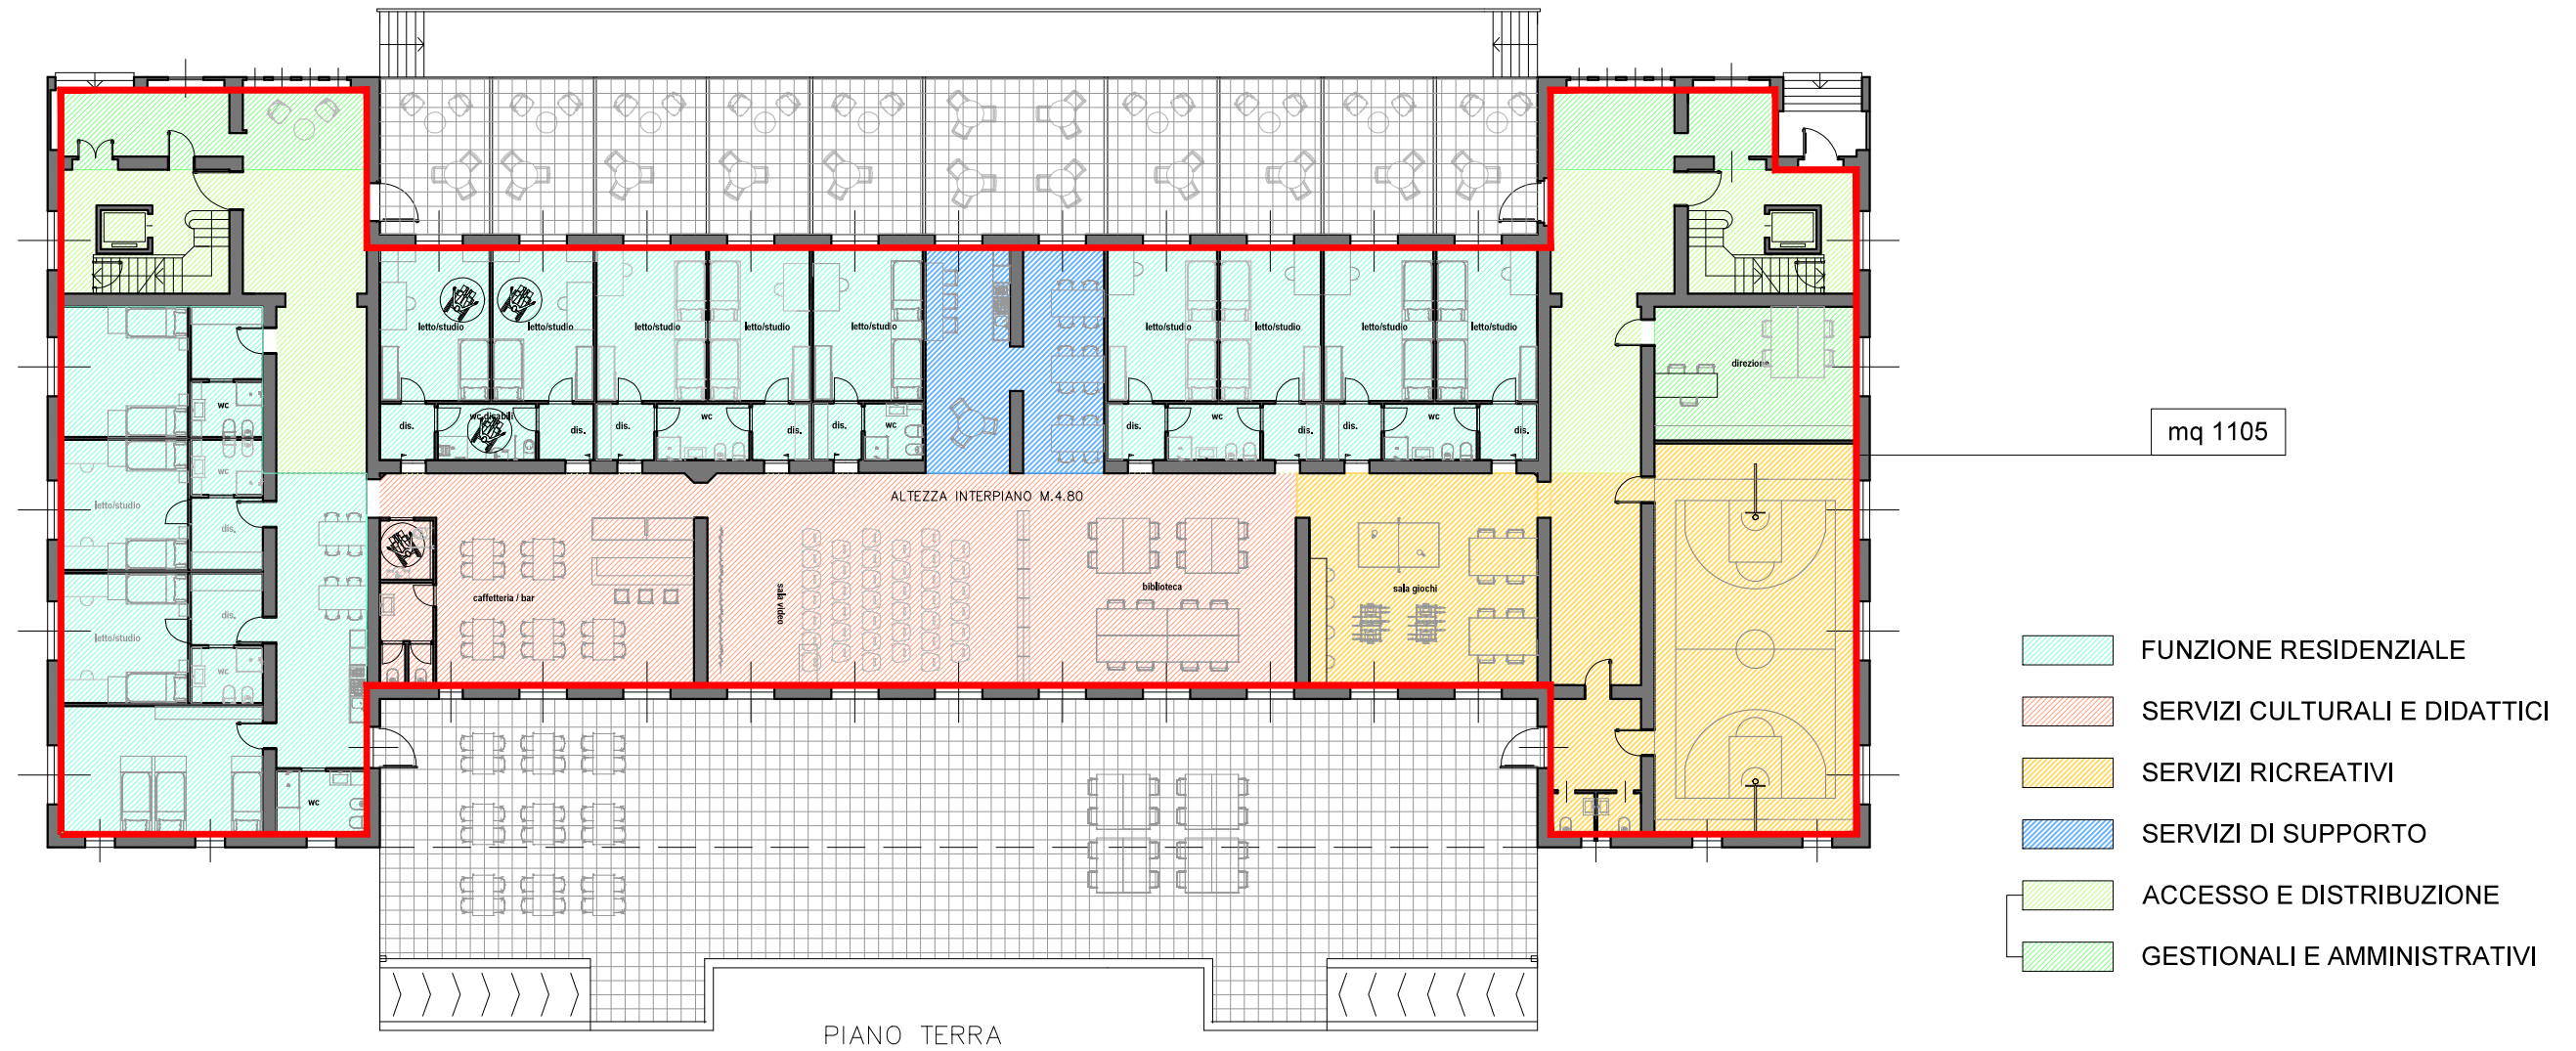 letto/studio letto/studio letto/studio letto/studio letto/studio letto/studio letto/studio letto/studio letto/studio
direzione
wc
wc disabili
wc
wc
wc
wc
dis. dis. dis. dis. dis. dis. dis. dis. dis.
mq 1105
wc
ALTEZZA INTERPIANO M.4.80
letto/studio
dis.
caffetteria / bar
sala video
biblioteca
sala giochi
letto/studio
dis.
wc
wc
FUNZIONE RESIDENZIALE
SERVIZI CULTURALI E DIDATTICI
SERVIZI RICREATIVI
SERVIZI DI SUPPORTO
ACCESSO E DISTRIBUZIONE
GESTIONALI E AMMINISTRATIVI
PIANO TERRA